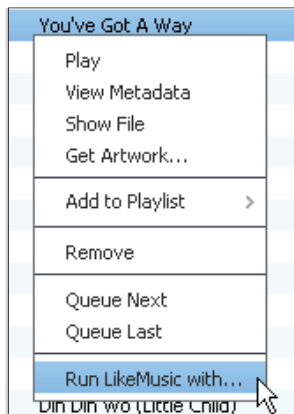 You've Got A Way
Play
View Metadata
Show File
Get Artwork...
Add to Playlist >
Remove
Queue Next
Queue Last
Run LikeMusic with...
Din Din Wo (Little Child)